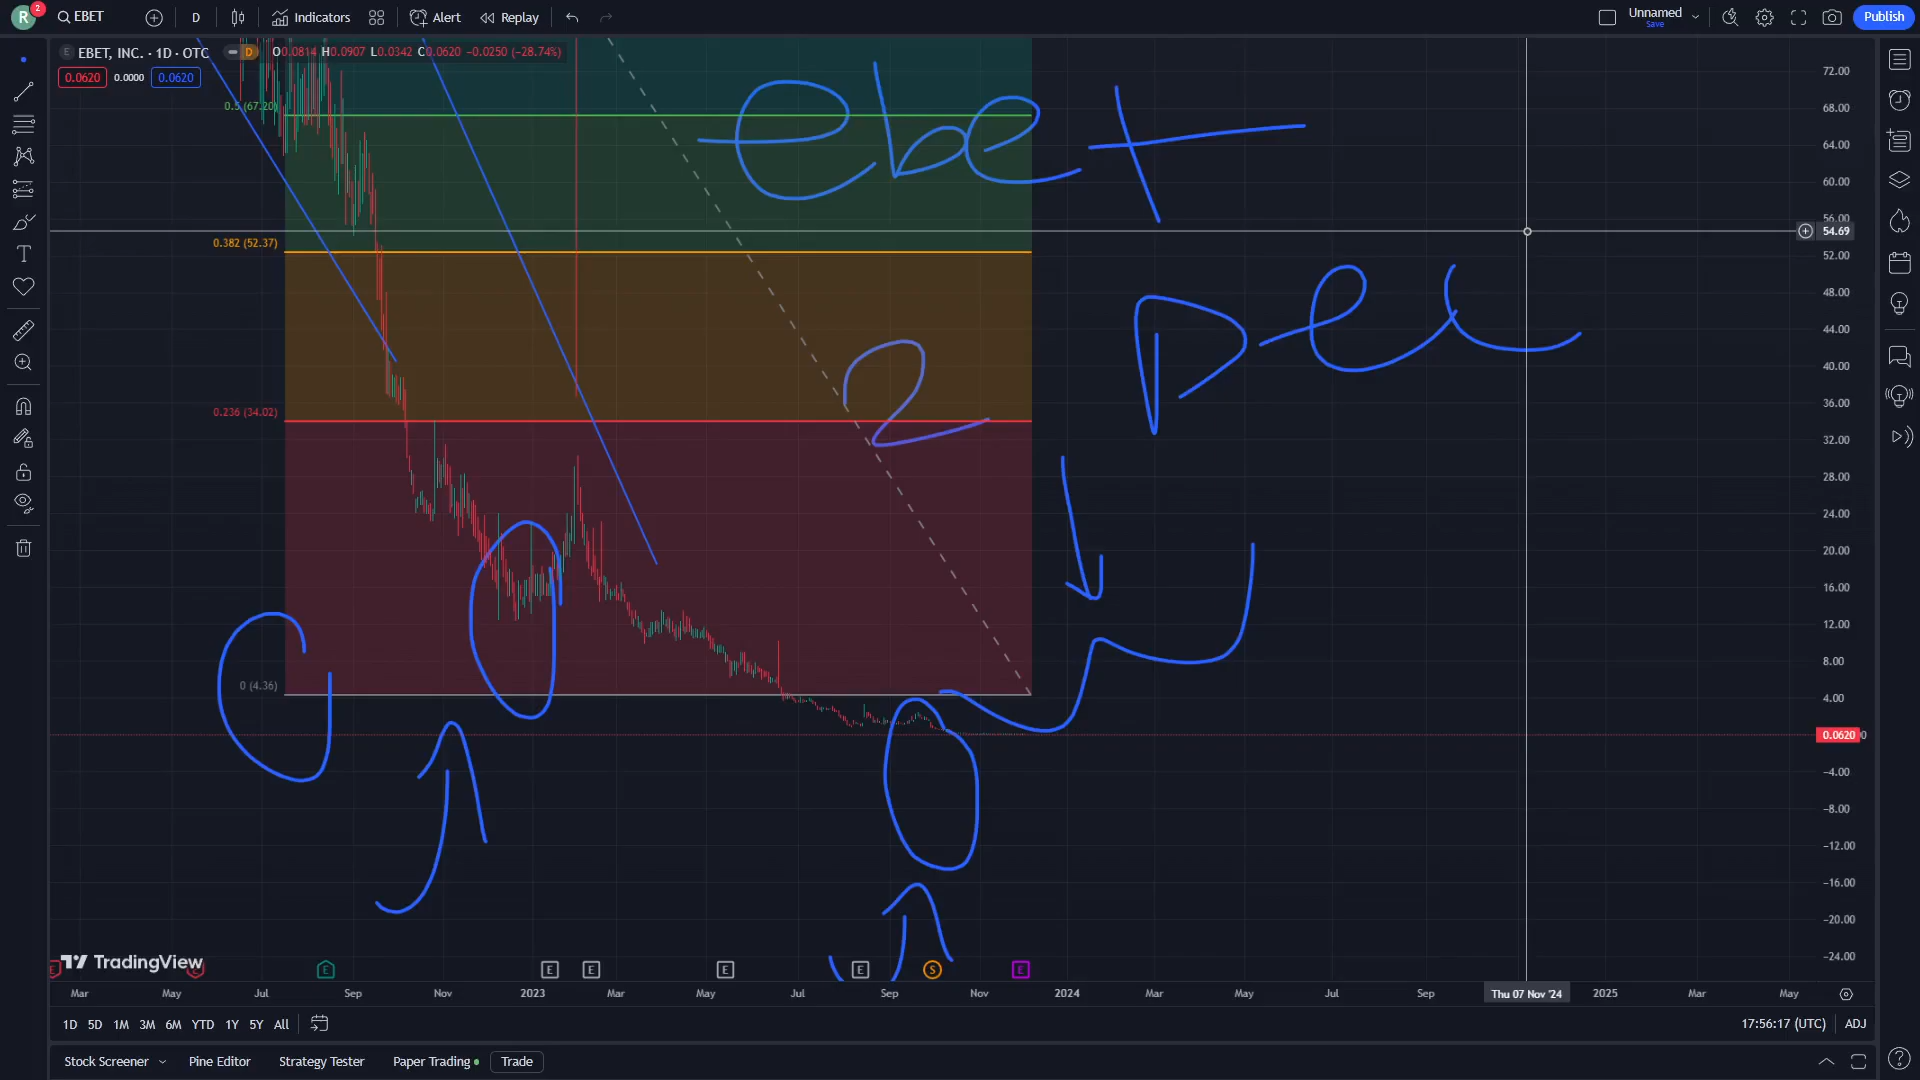 R 2 EBET D Indicators Alert Replay Unnamed Save Publish
E EBET, INC. · 1D · OTC D O0.0814 H0.0907 L0.0342 C0.0620 −0.0250 (−28.74%)
0.0620 0.0000 0.0620
72.00
0.5 (67.20) 68.00
ebet
64.00
60.00
56.00
54.69
0.382 (52.37) 52.00
48.00
Dec
44.00
40.00
2
36.00
0.236 (34.02)
32.00
28.00
24.00
20.00
16.00
12.00
8.00
0 (4.36)
4.00
0.0620
−4.00
−8.00
−12.00
−16.00
−20.00
−24.00
TradingView
E E E E E E E S E
Mar May Jul Sep Nov 2023 Mar May Jul Sep Nov 2024 Mar May Jul Sep Thu 07 Nov '24 2025 Mar May
1D 5D 1M 3M 6M YTD 1Y 5Y All 17:56:17 (UTC) ADJ
Stock Screener Pine Editor Strategy Tester Paper Trading Trade